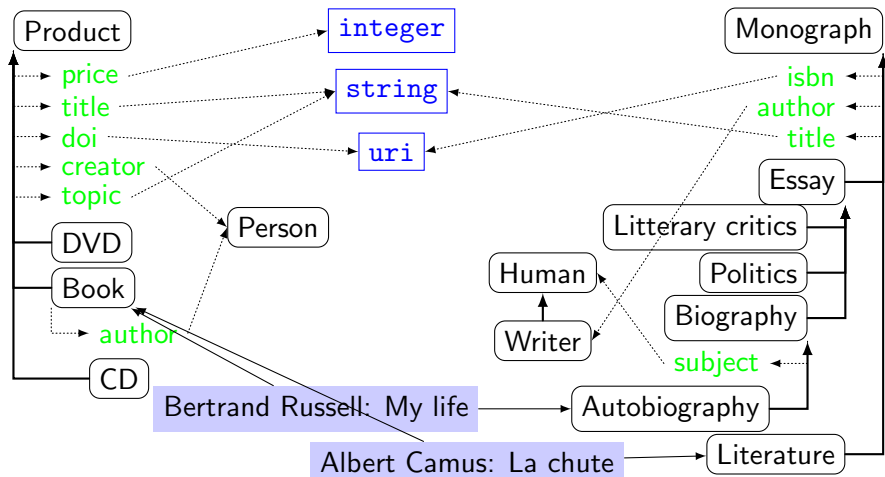 Product
integer
Monograph
price
isbn
string
title
author
doi
title
uri
creator
Essay
topic
Person
Litterary critics
DVD
Human
Politics
Book
Biography
author
Writer
subject
CD
Bertrand Russell: My life
Autobiography
Albert Camus: La chute
Literature